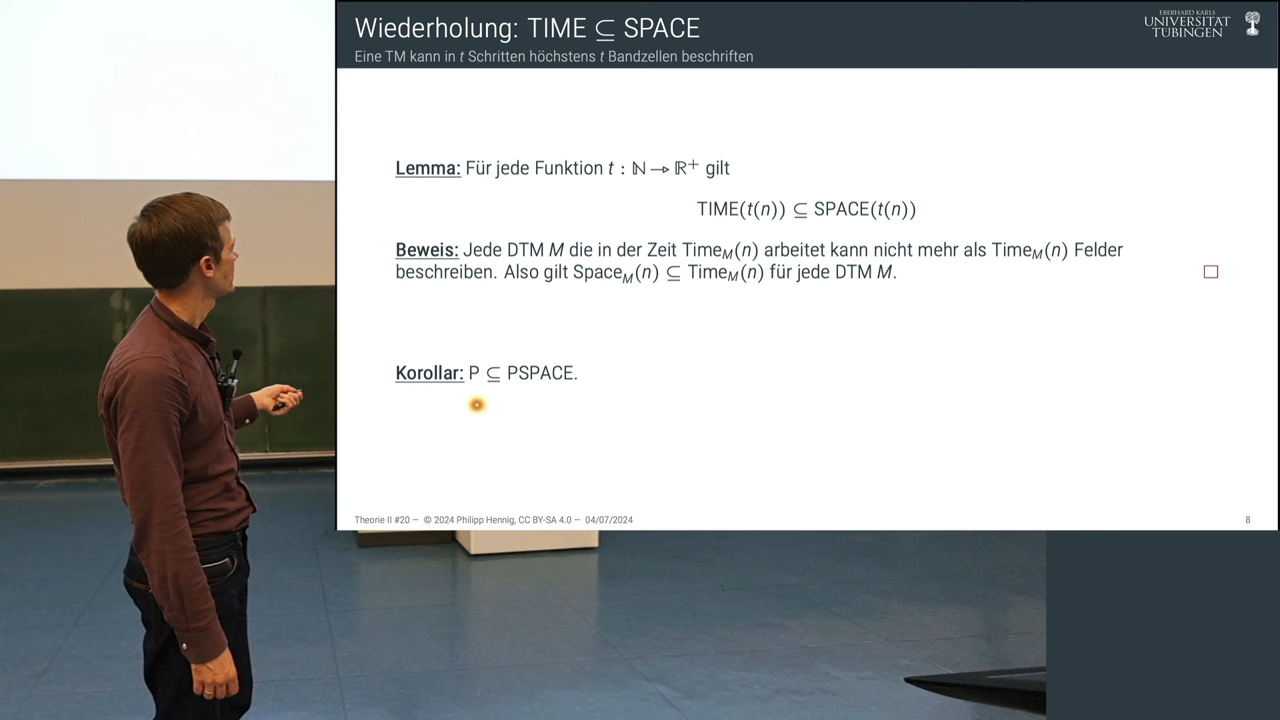 Wiederholung: TIME ⊆ SPACE
Eine TM kann in t Schritten höchstens t Bandzellen beschriften
EBERHARD KARLS
UNIVERSITÄT
TÜBINGEN
Lemma: Für jede Funktion t : ℕ → ℝ⁺ gilt
TIME(t(n)) ⊆ SPACE(t(n))
Beweis: Jede DTM M die in der Zeit Time_M(n) arbeitet kann nicht mehr als Time_M(n) Felder
beschreiben. Also gilt Space_M(n) ⊆ Time_M(n) für jede DTM M.
Korollar: P ⊆ PSPACE.
Theorie II #20 — © 2024 Philipp Hennig, CC BY-SA 4.0 — 04/07/2024
8